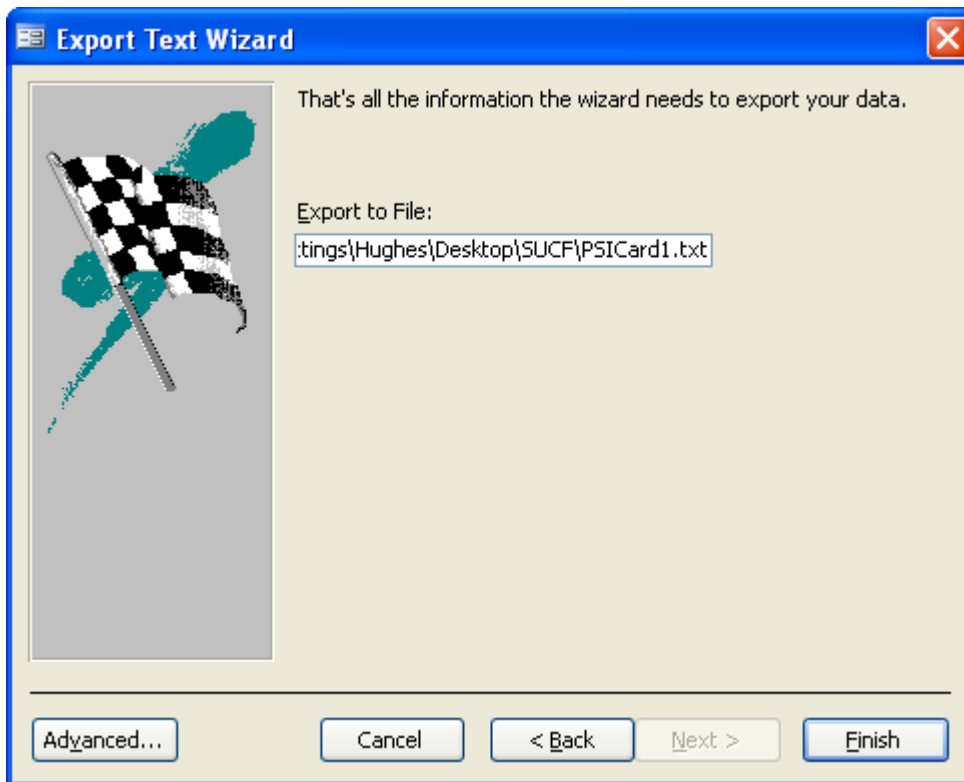 Export Text Wizard
That's all the information the wizard needs to export your data.
Export to File:
:tings\Hughes\Desktop\SUCF\PSICard1.txt
Advanced... Cancel < Back Next > Finish